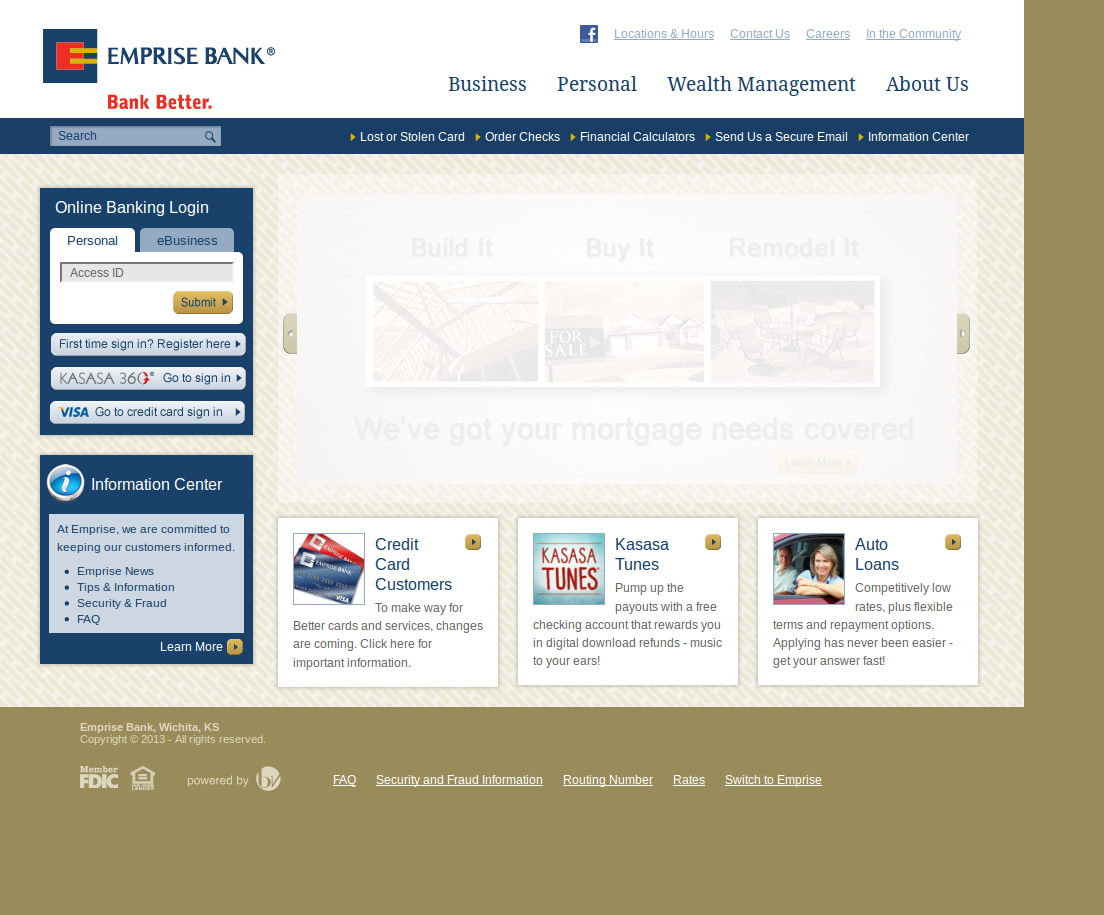 Locations & Hours Contact Us Careers In the Community
EMPRISE BANK®
Bank Better.
Business Personal Wealth Management About Us
Search
Lost or Stolen Card Order Checks Financial Calculators Send Us a Secure Email Information Center
Online Banking Login
Personal eBusiness
Access ID
Submit
First time sign in? Register here
KASASA 360® Go to sign in
VISA Go to credit card sign in
Information Center
At Emprise, we are committed to
keeping our customers informed.
Emprise News
Tips & Information
Security & Fraud
FAQ
Learn More
Build It Buy It Remodel It
FOR
SALE
We've got your mortgage needs covered
Learn More
EMPRISE BANK
EMPRISE BANK
Credit
Card
Customers
To make way for
Better cards and services, changes
are coming. Click here for
important information.
KASASA
TUNES
Kasasa
Tunes
Pump up the
payouts with a free
checking account that rewards you
in digital download refunds - music
to your ears!
Auto
Loans
Competitively low
rates, plus flexible
terms and repayment options.
Applying has never been easier -
get your answer fast!
Emprise Bank, Wichita, KS
Copyright © 2013 - All rights reserved.
Member
FDIC
powered by bv
FAQ Security and Fraud Information Routing Number Rates Switch to Emprise